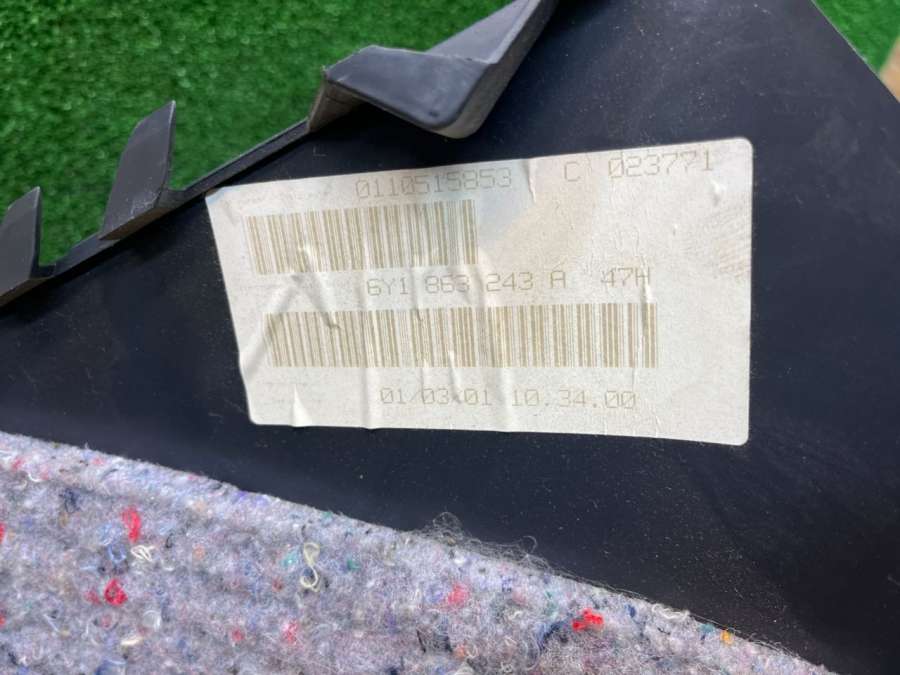 0110515853 C 023771
6Y1 863 243 A 47H
01/03-01 10.34.00